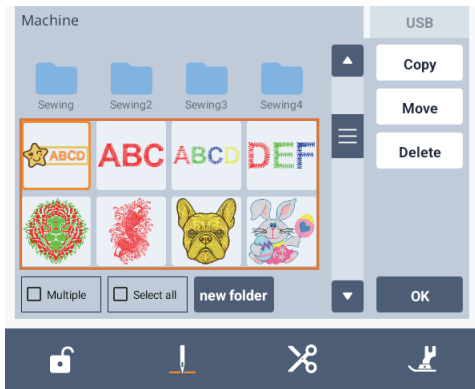 Machine
USB
Sewing Sewing2 Sewing3 Sewing4
Copy
Move
Delete
ABCD ABC ABCD DEF
Multiple
Select all
new folder
OK